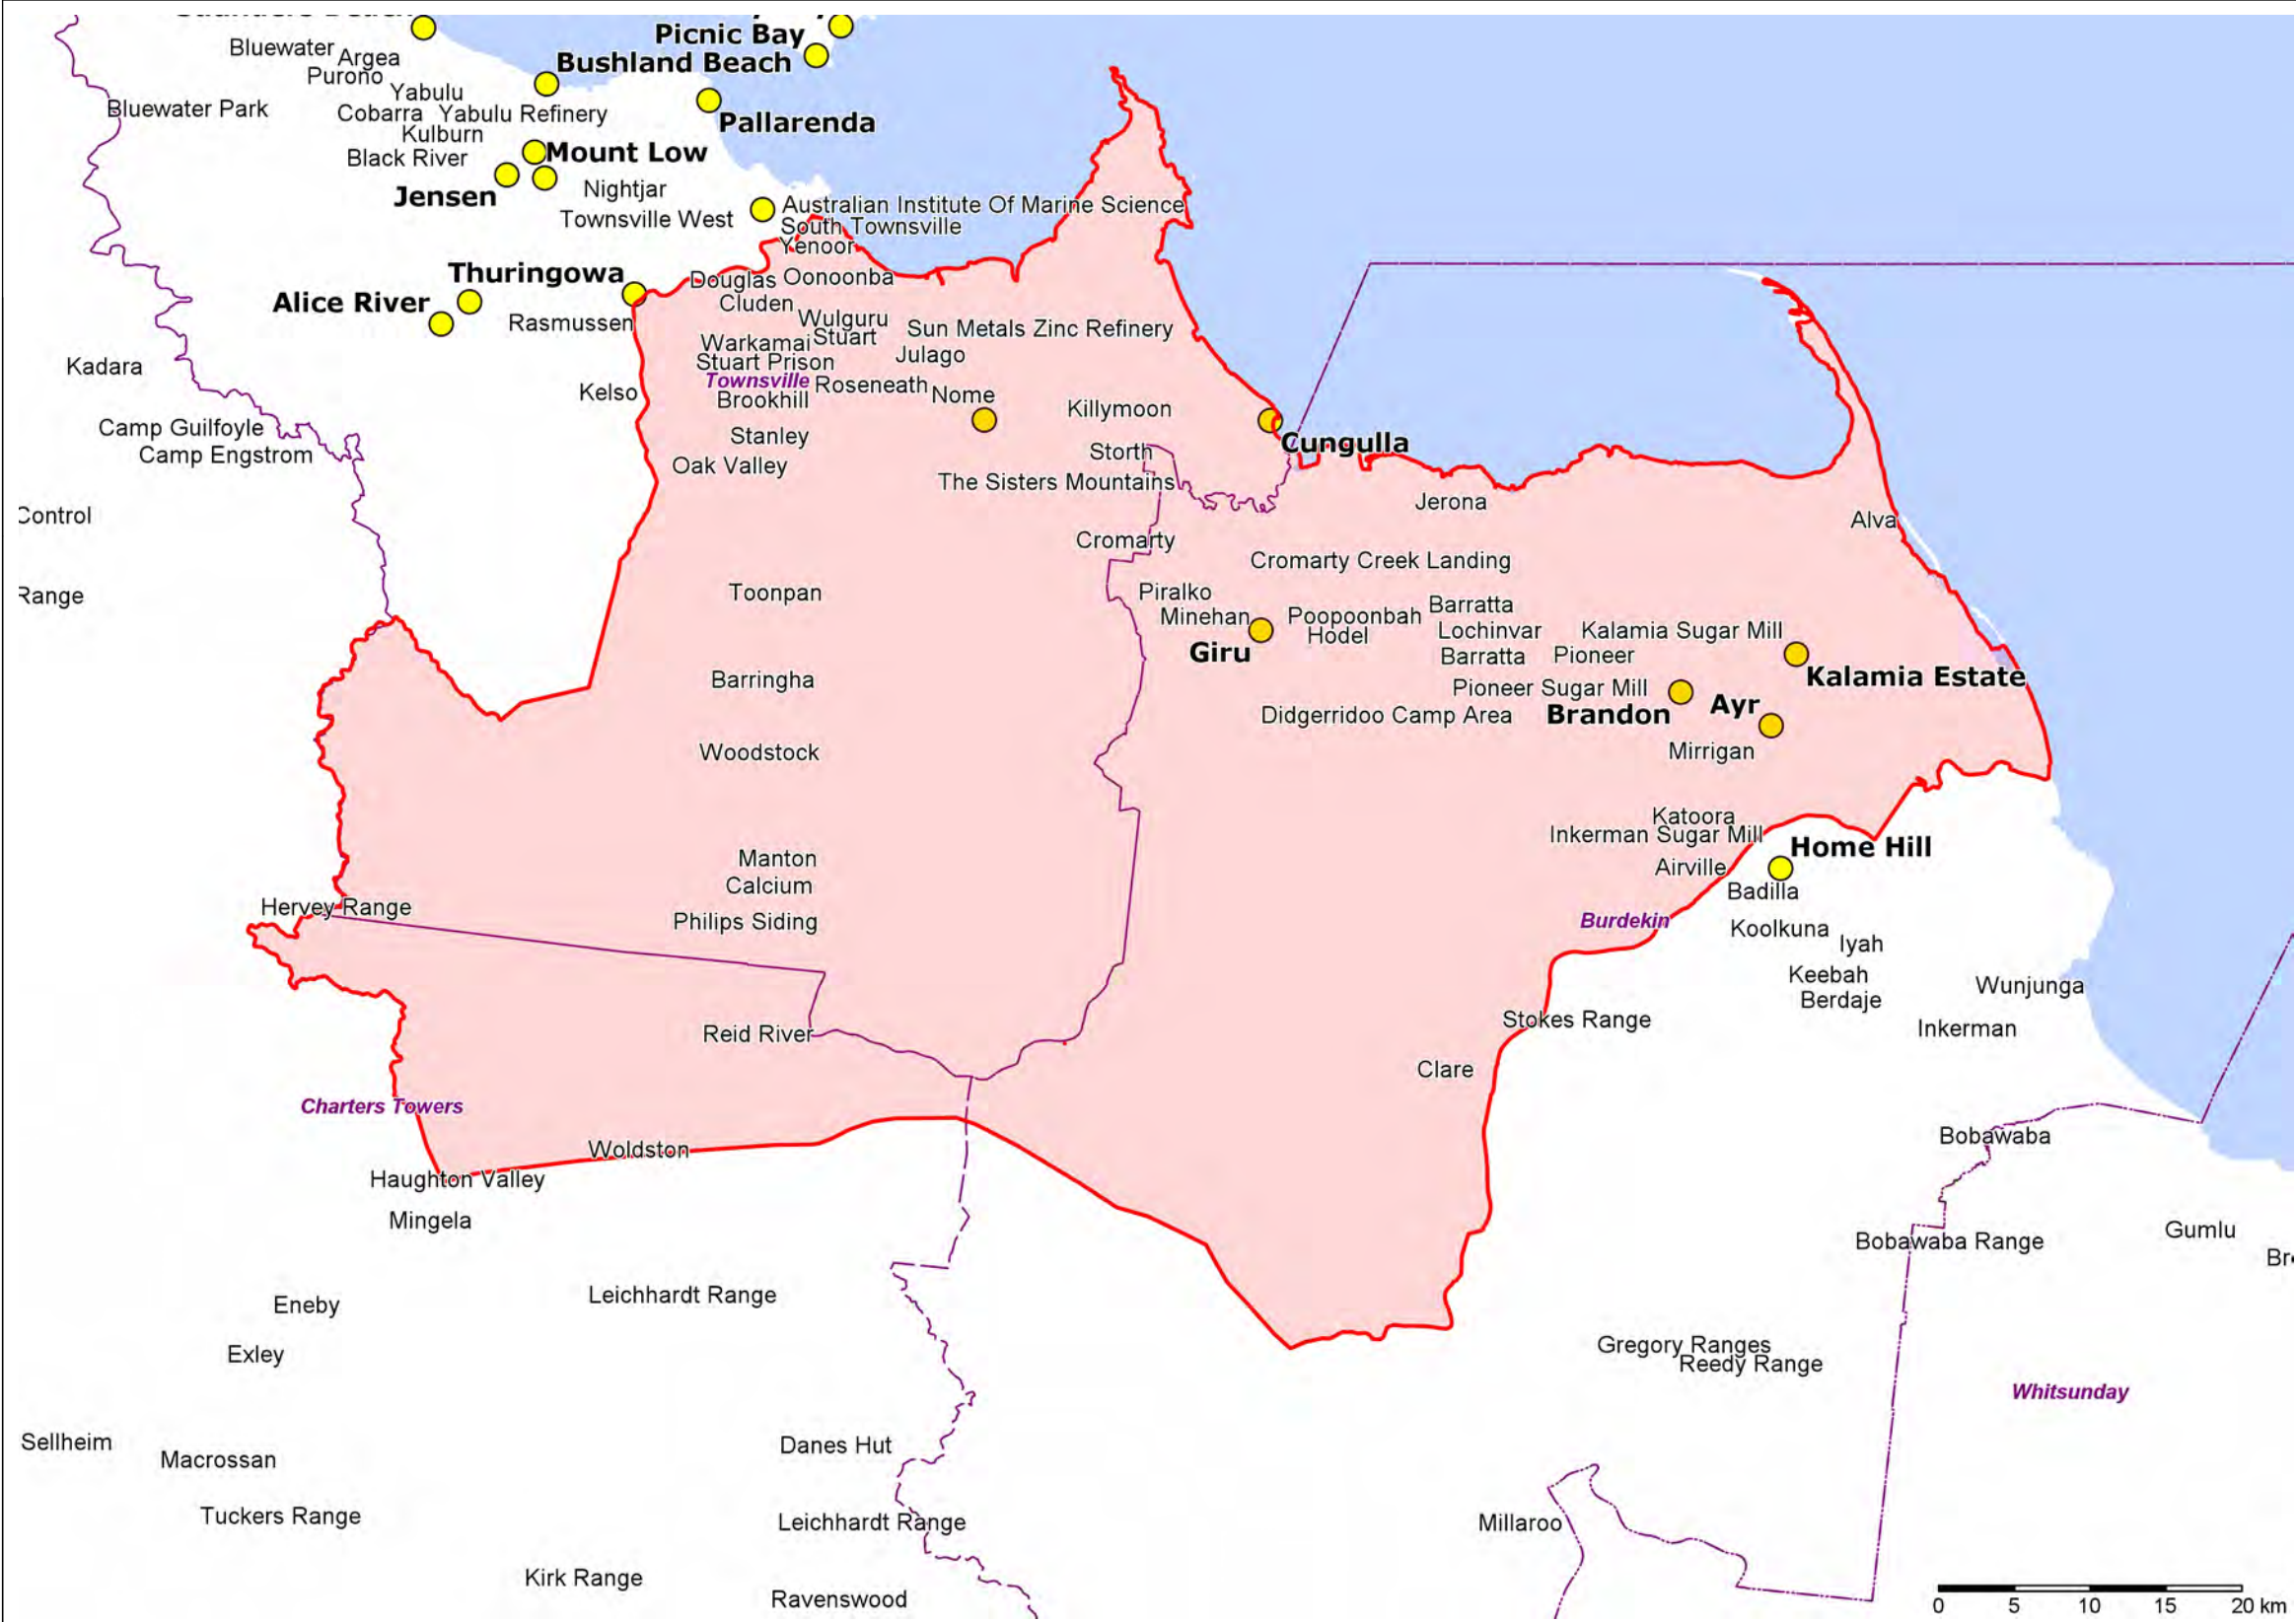 Saunders Beach
Picnic Bay
Bluewater
Argea
Bushland Beach
Purono
Yabulu
Bluewater Park
Cobarra
Yabulu Refinery
Pallarenda
Kulburn
Black River
Mount Low
Jensen
Nightjar
Townsville West
Australian Institute Of Marine Science
South Townsville
Yenoor
Thuringowa
Douglas
Oonoonba
Alice River
Cluden
Rasmussen
Wulguru
Sun Metals Zinc Refinery
Warkamai
Stuart
Julago
Stuart Prison
Kadara
Townsville
Roseneath
Nome
Kelso
Brookhill
Killymoon
Camp Guilfoyle
Stanley
Cungulla
Camp Engstrom
Storth
Oak Valley
The Sisters Mountains
Jerona
Control
Alva
Cromarty
Cromarty Creek Landing
Range
Toonpan
Piralko
Barratta
Minehan
Poopoonbah
Hodel
Lochinvar
Kalamia Sugar Mill
Giru
Barratta
Pioneer
Kalamia Estate
Barringha
Pioneer Sugar Mill
Didgerridoo Camp Area
Brandon
Ayr
Woodstock
Mirrigan
Katoora
Inkerman Sugar Mill
Home Hill
Manton
Airville
Calcium
Badilla
Hervey Range
Philips Siding
Burdekin
Koolkuna
Iyah
Keebah
Wunjunga
Berdaje
Reid River
Stokes Range
Inkerman
Clare
Charters Towers
Bobawaba
Woldston
Haughton Valley
Mingela
Gumlu
Bobawaba Range
Leichhardt Range
Eneby
Exley
Gregory Ranges
Reedy Range
Whitsunday
Sellheim
Danes Hut
Macrossan
Tuckers Range
Leichhardt Range
Millaroo
Kirk Range
Ravenswood
0 5 10 15 20 km